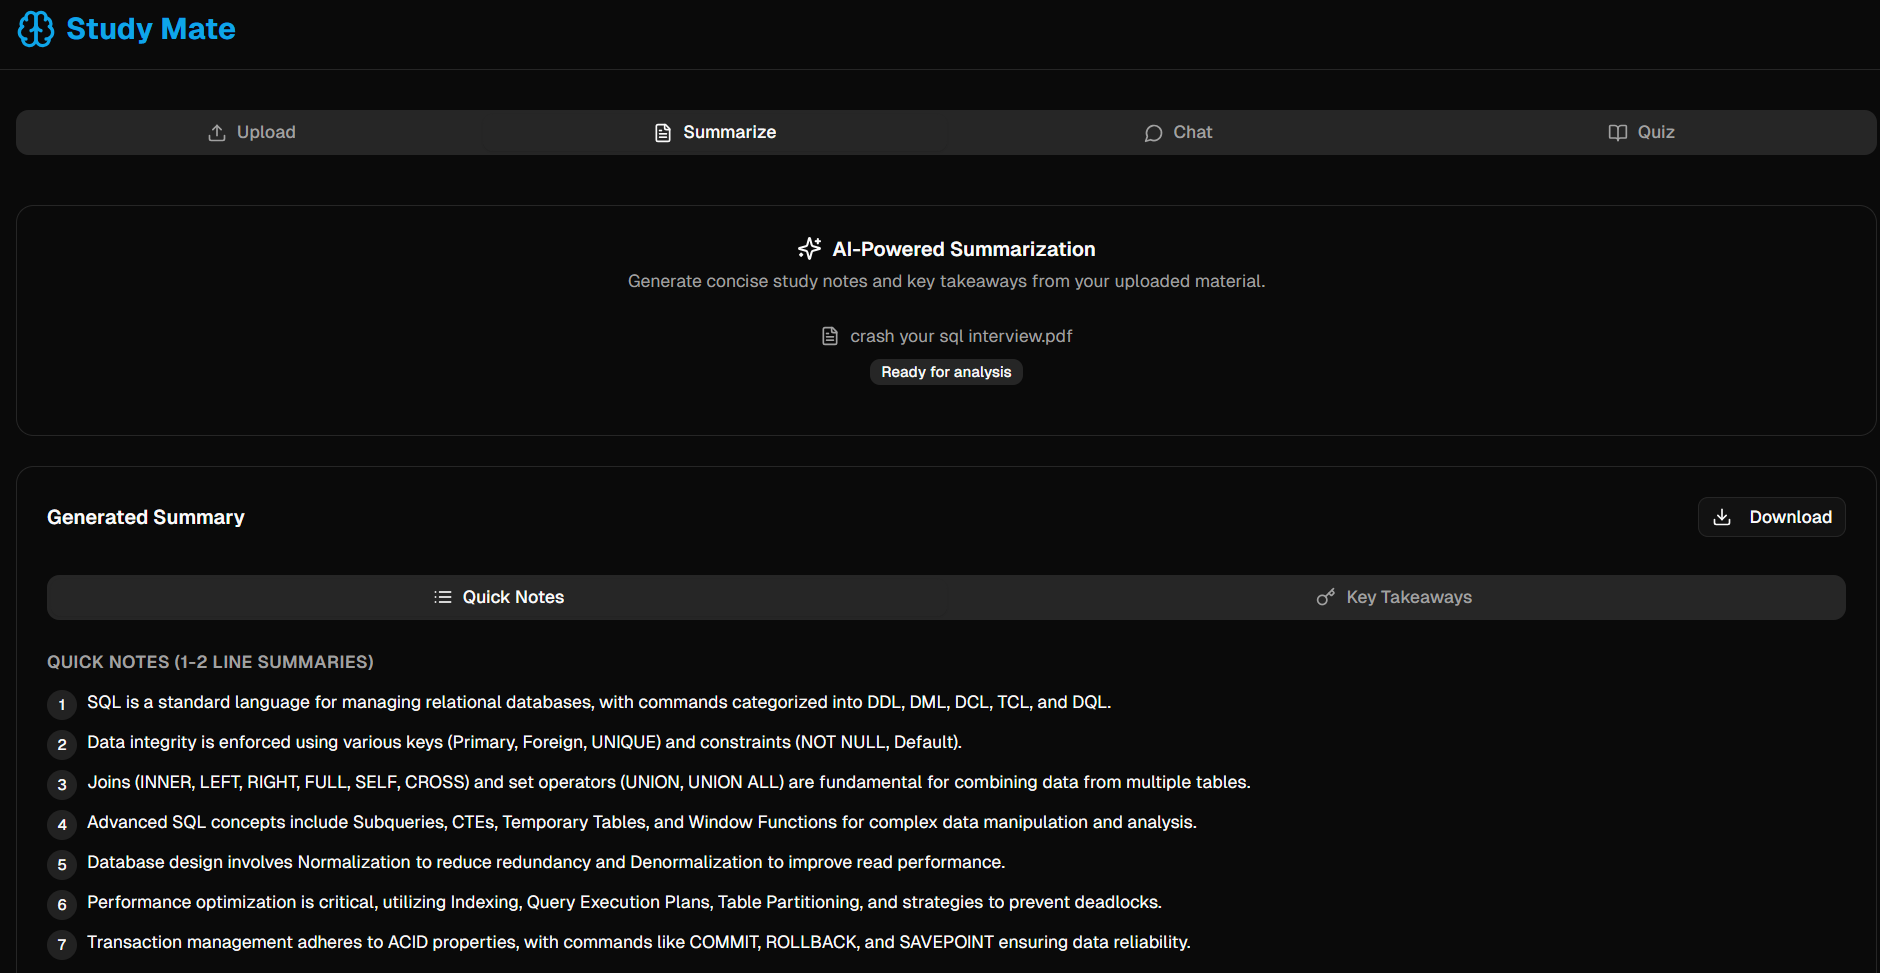 Study Mate
Upload
Summarize
Chat
Quiz
AI-Powered Summarization
Generate concise study notes and key takeaways from your uploaded material.
crash your sql interview.pdf
Ready for analysis
Generated Summary
Download
Quick Notes
Key Takeaways
QUICK NOTES (1-2 LINE SUMMARIES)
1 SQL is a standard language for managing relational databases, with commands categorized into DDL, DML, DCL, TCL, and DQL.
2 Data integrity is enforced using various keys (Primary, Foreign, UNIQUE) and constraints (NOT NULL, Default).
3 Joins (INNER, LEFT, RIGHT, FULL, SELF, CROSS) and set operators (UNION, UNION ALL) are fundamental for combining data from multiple tables.
4 Advanced SQL concepts include Subqueries, CTEs, Temporary Tables, and Window Functions for complex data manipulation and analysis.
5 Database design involves Normalization to reduce redundancy and Denormalization to improve read performance.
6 Performance optimization is critical, utilizing Indexing, Query Execution Plans, Table Partitioning, and strategies to prevent deadlocks.
7 Transaction management adheres to ACID properties, with commands like COMMIT, ROLLBACK, and SAVEPOINT ensuring data reliability.